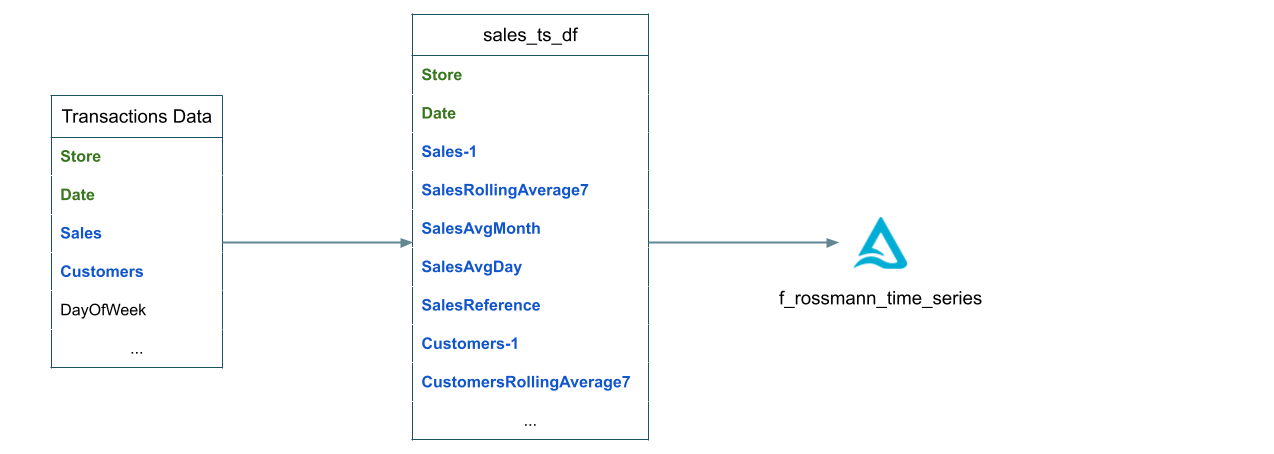 Transactions Data
Store
Date
Sales
Customers
DayOfWeek
...
sales_ts_df
Store
Date
Sales-1
SalesRollingAverage7
SalesAvgMonth
SalesAvgDay
SalesReference
Customers-1
CustomersRollingAverage7
...
f_rossmann_time_series